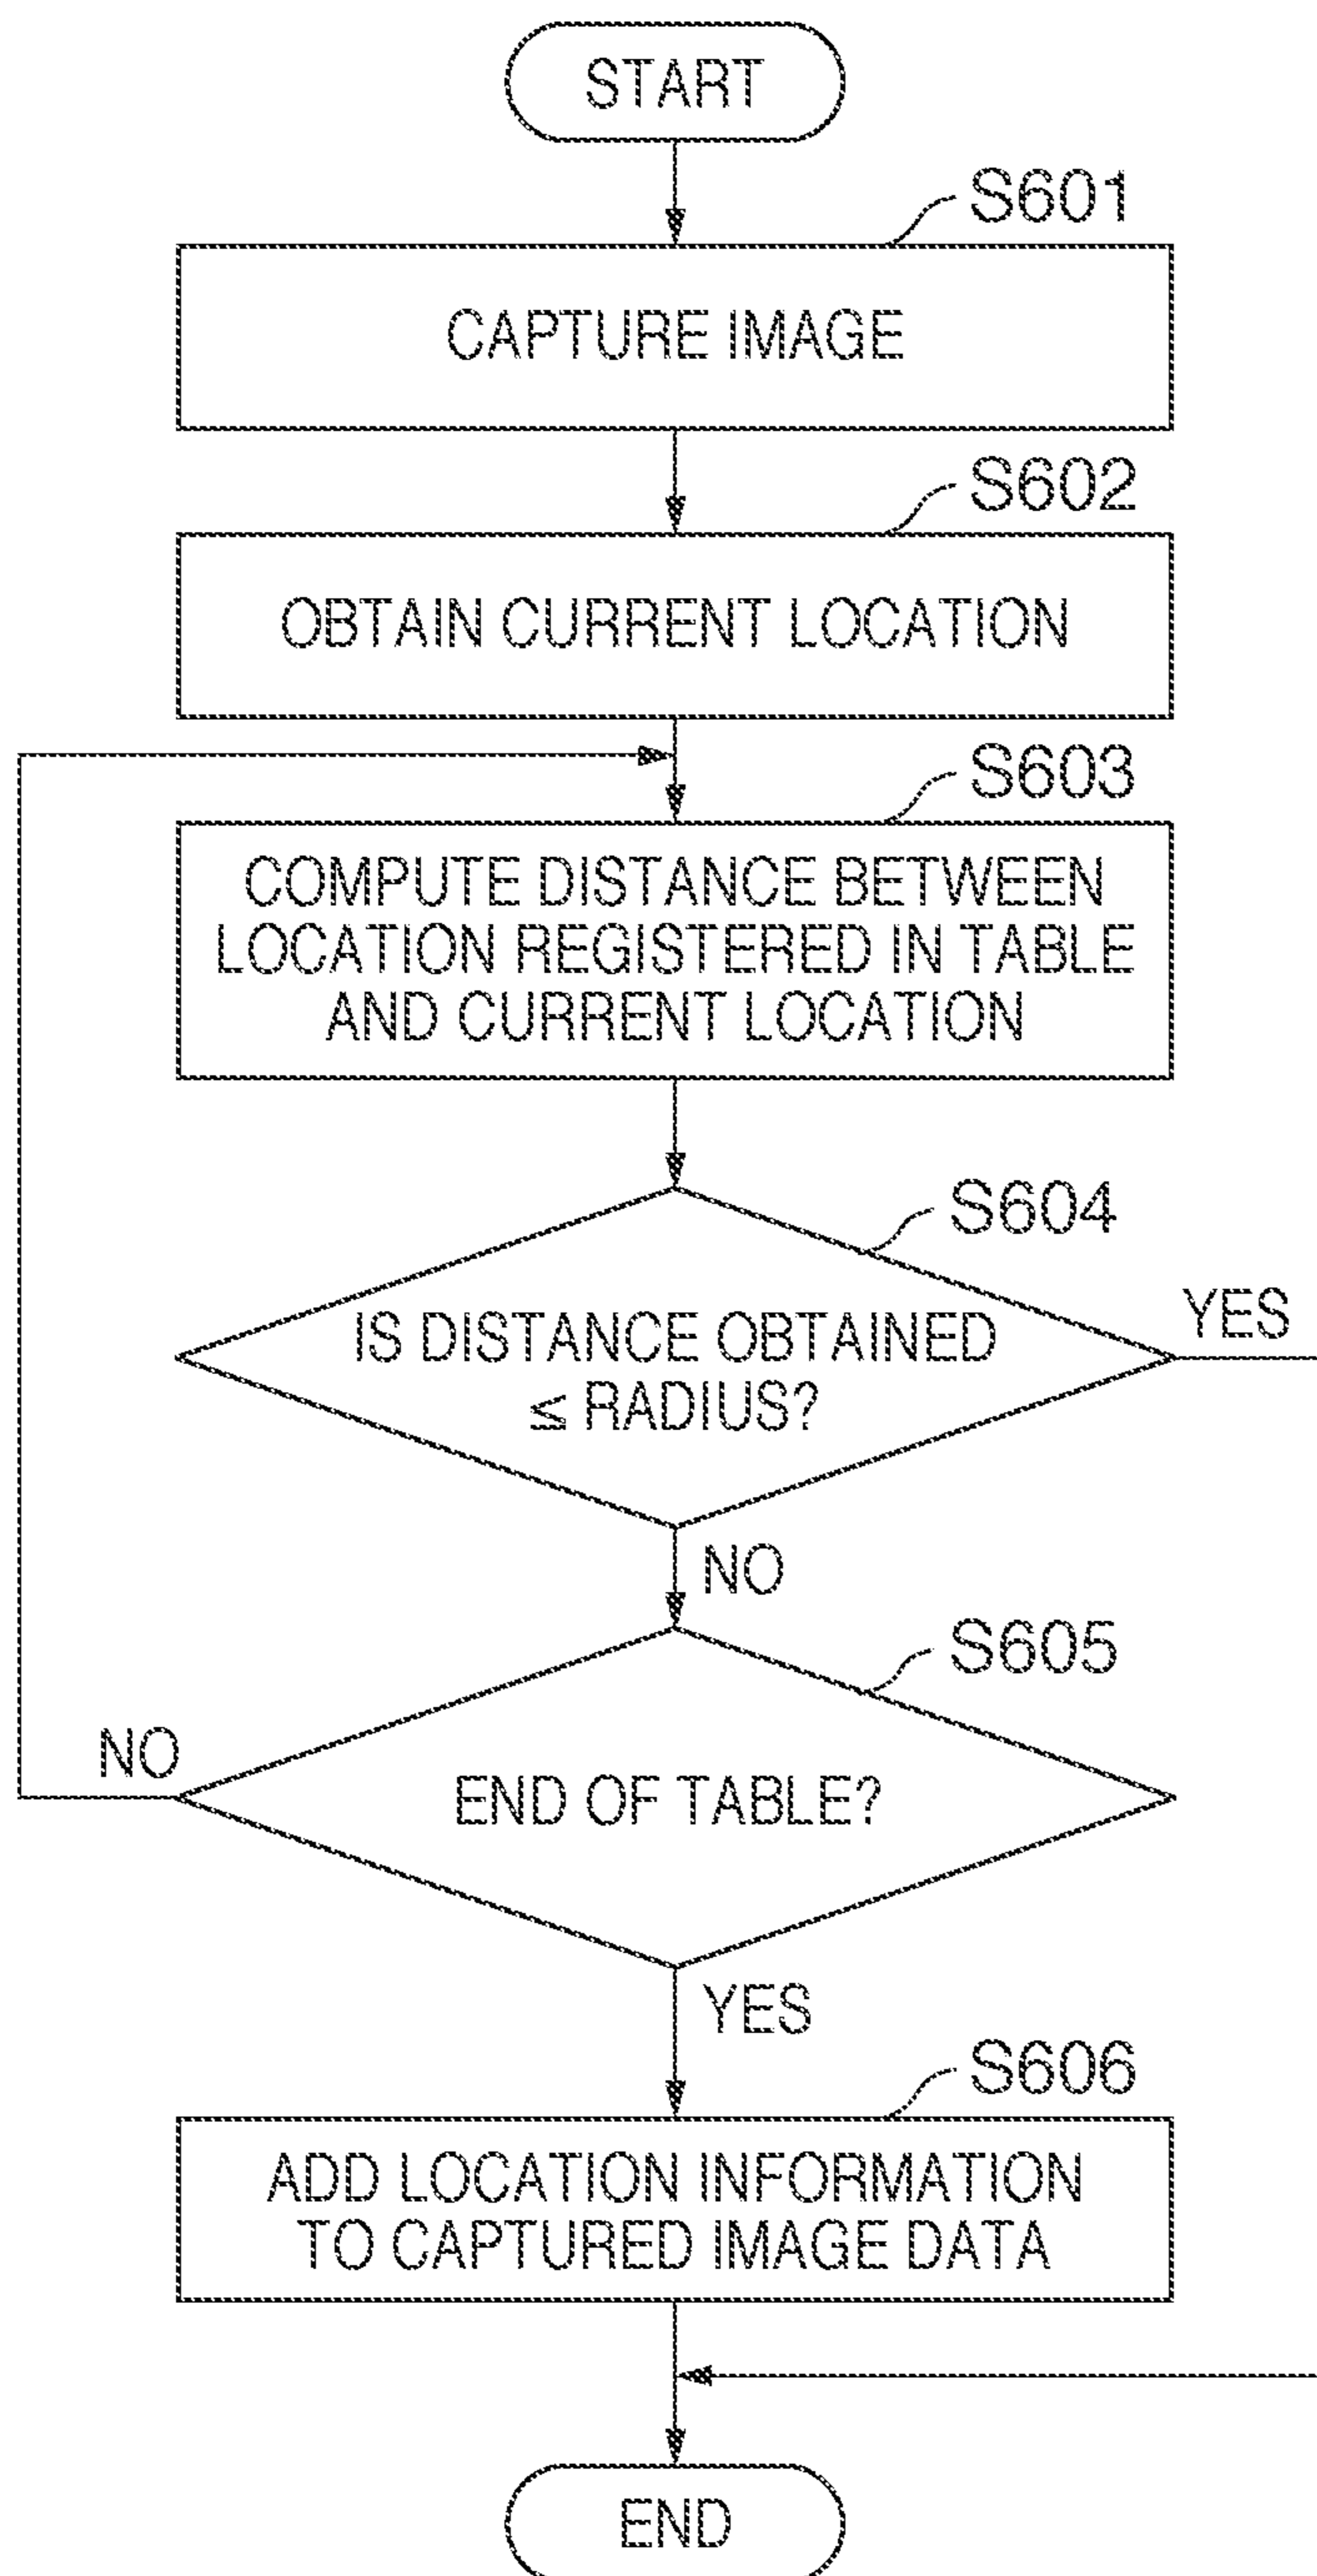 START
S601
CAPTURE IMAGE
S602
OBTAIN CURRENT LOCATION
S603
COMPUTE DISTANCE BETWEEN
LOCATION REGISTERED IN TABLE
AND CURRENT LOCATION
S604
IS DISTANCE OBTAINED
≦ RADIUS?
YES
NO
S605
END OF TABLE?
NO
YES
S606
ADD LOCATION INFORMATION
TO CAPTURED IMAGE DATA
END